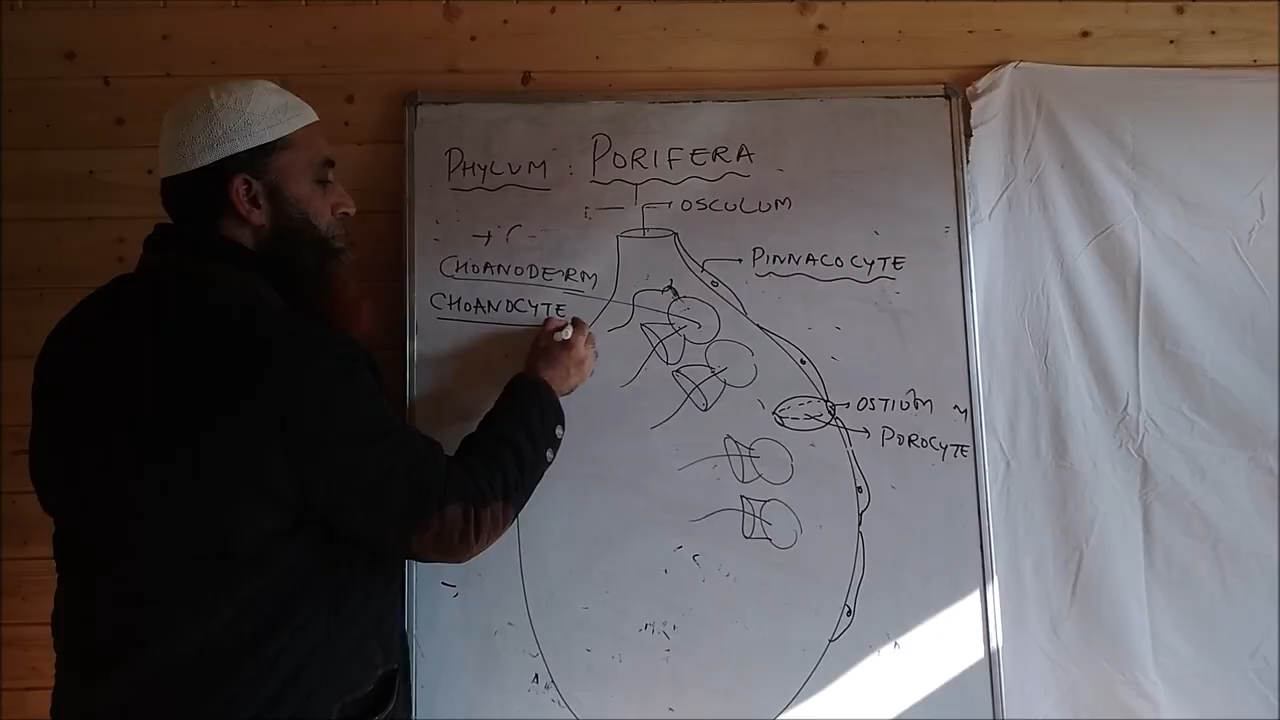 PHYLUM : PORIFERA
OSCULUM
PINNACOCYTE
CHOANODERM
CHOANOCYTE
OSTIUM
POROCYTE